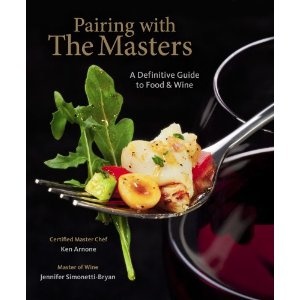 Pairing with
The Masters
A Definitive Guide
to Food & Wine
Certified Master Chef
Ken Arnone
Master of Wine
Jennifer Simonetti-Bryan